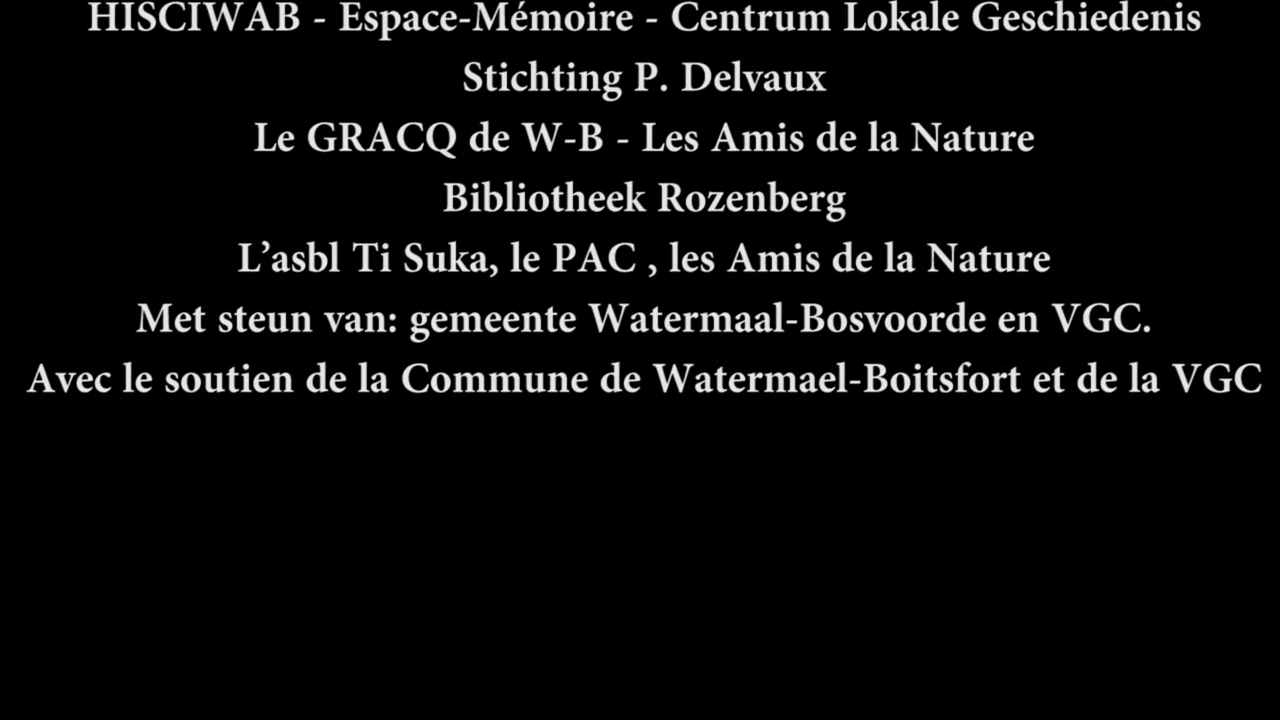 HISCIWAB - Espace-Mémoire - Centrum Lokale Geschiedenis
Stichting P. Delvaux
Le GRACQ de W-B - Les Amis de la Nature
Bibliotheek Rozenberg
L’asbl Ti Suka, le PAC , les Amis de la Nature
Met steun van: gemeente Watermaal-Bosvoorde en VGC.
Avec le soutien de la Commune de Watermael-Boitsfort et de la VGC